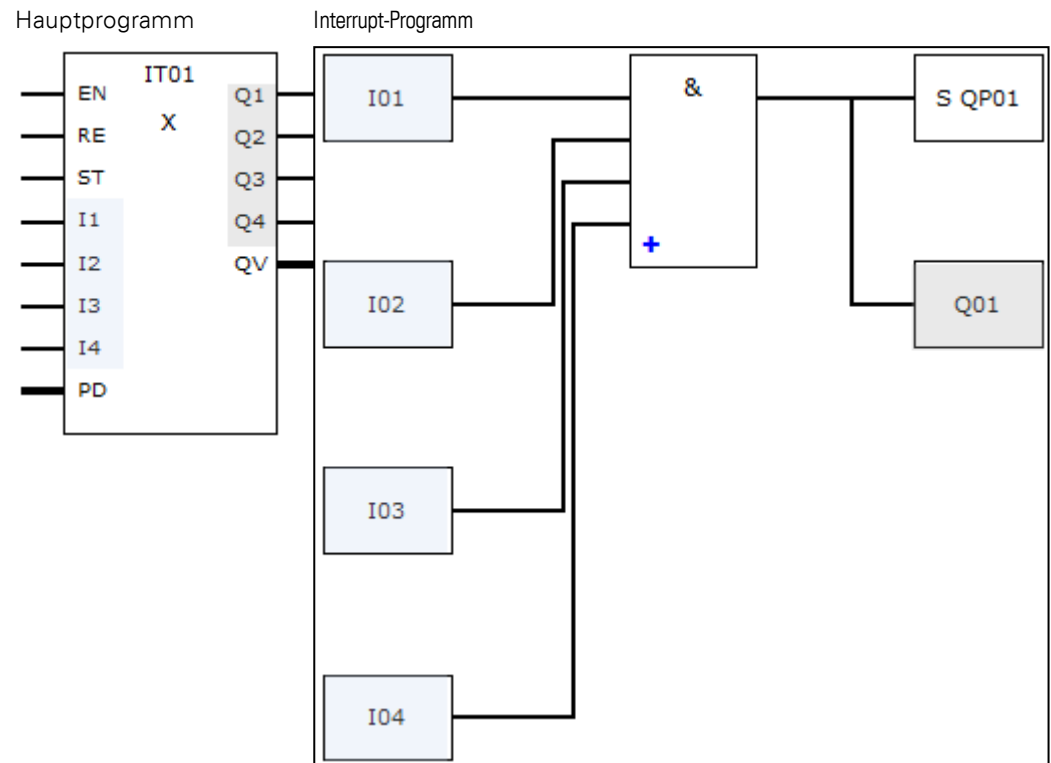 Hauptprogramm
Interrupt-Programm
IT01
X
EN
RE
ST
I1
I2
I3
I4
PD
Q1
Q2
Q3
Q4
QV
I01
I02
I03
I04
&
+
S QP01
Q01